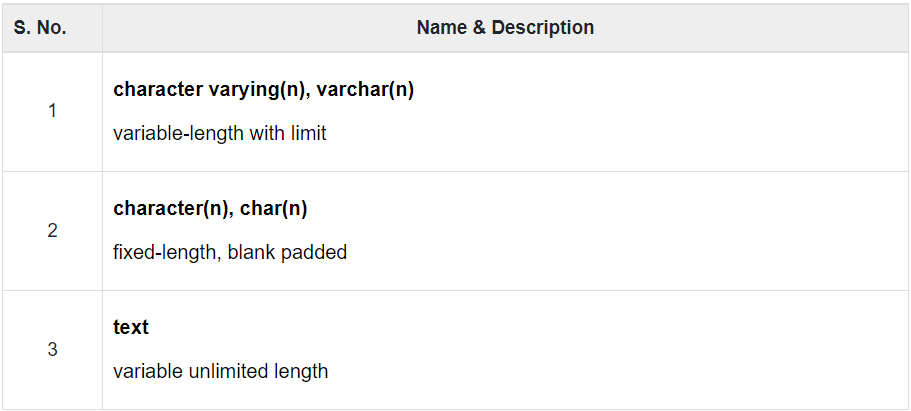 S. No. Name & Description
1
character varying(n), varchar(n)
variable-length with limit
2
character(n), char(n)
fixed-length, blank padded
3
text
variable unlimited length